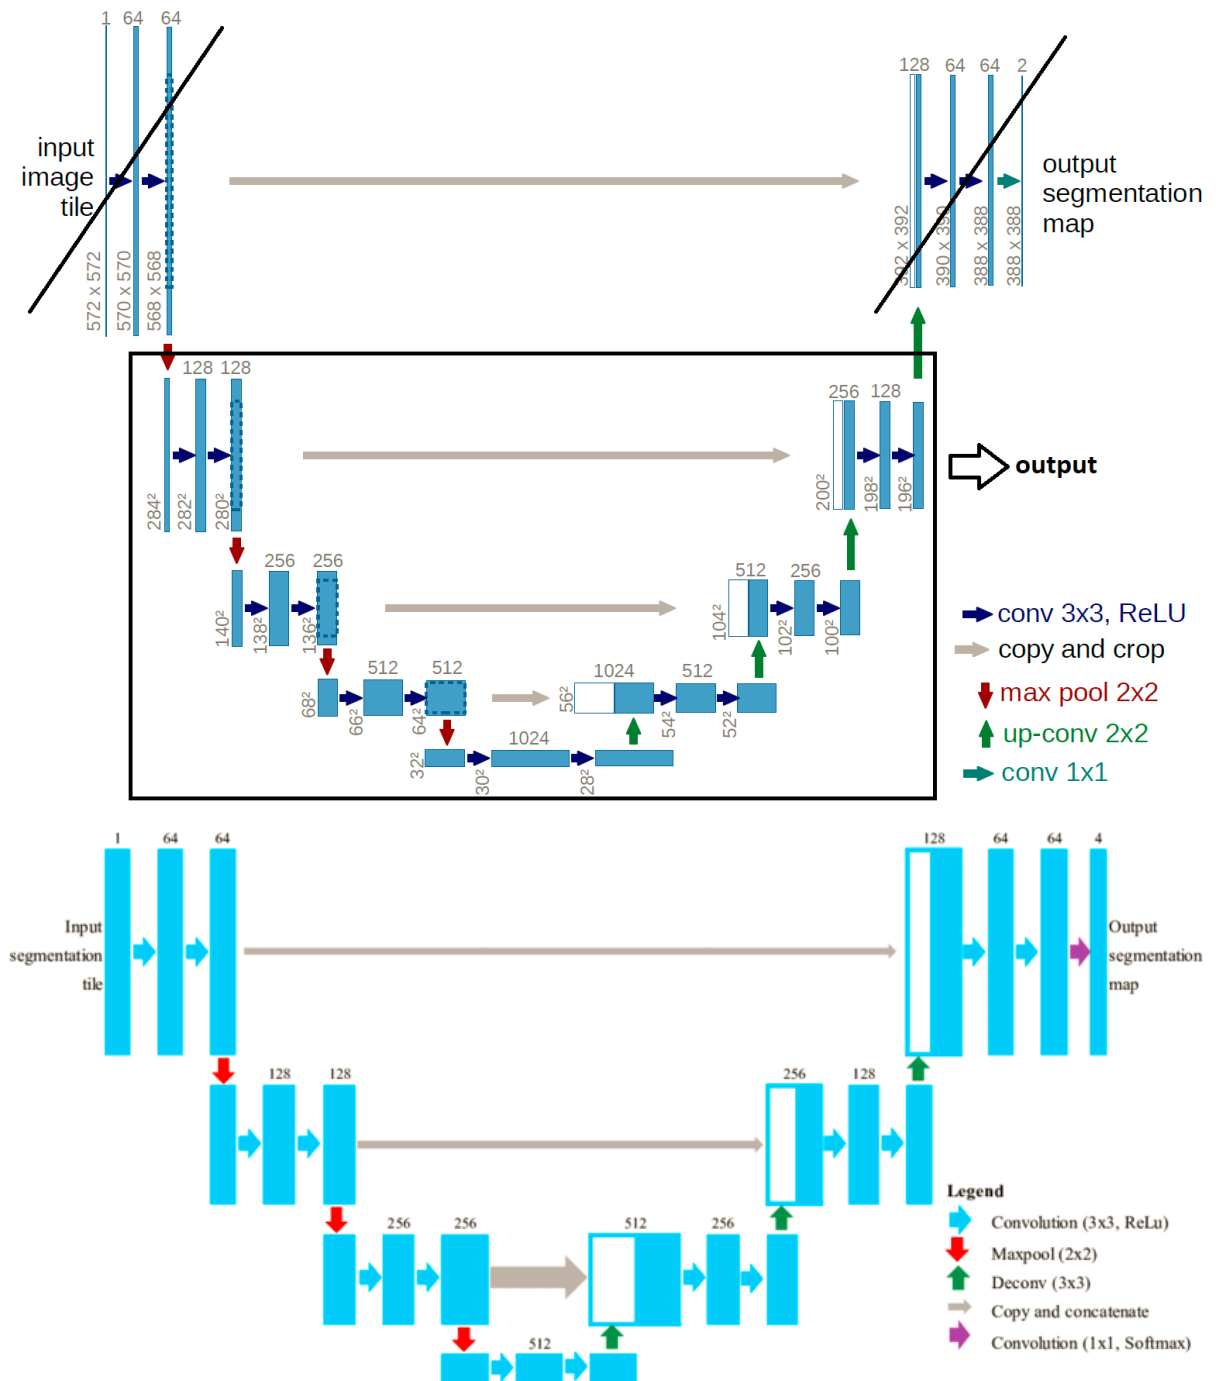 1 64 64
input
image
tile
572 x 572
570 x 570
568 x 568
128 64 64 2
output
segmentation
map
392 x 392
390 x 390
388 x 388
388 x 388
128 128
284²
282²
280²
256 128
200²
198²
196²
output
256 256
140²
138²
136²
512 256
104²
102²
100²
512 512
68²
66²
64²
1024 512
56²
54²
52²
1024
32²
30²
28²
conv 3x3, ReLU
copy and crop
max pool 2x2
up-conv 2x2
conv 1x1
1 64 64
Input
segmentation
tile
128 64 64 4
Output
segmentation
map
128 128
256 128
256 256
512 256
512
Legend
Convolution (3x3, ReLu)
Maxpool (2x2)
Deconv (3x3)
Copy and concatenate
Convolution (1x1, Softmax)